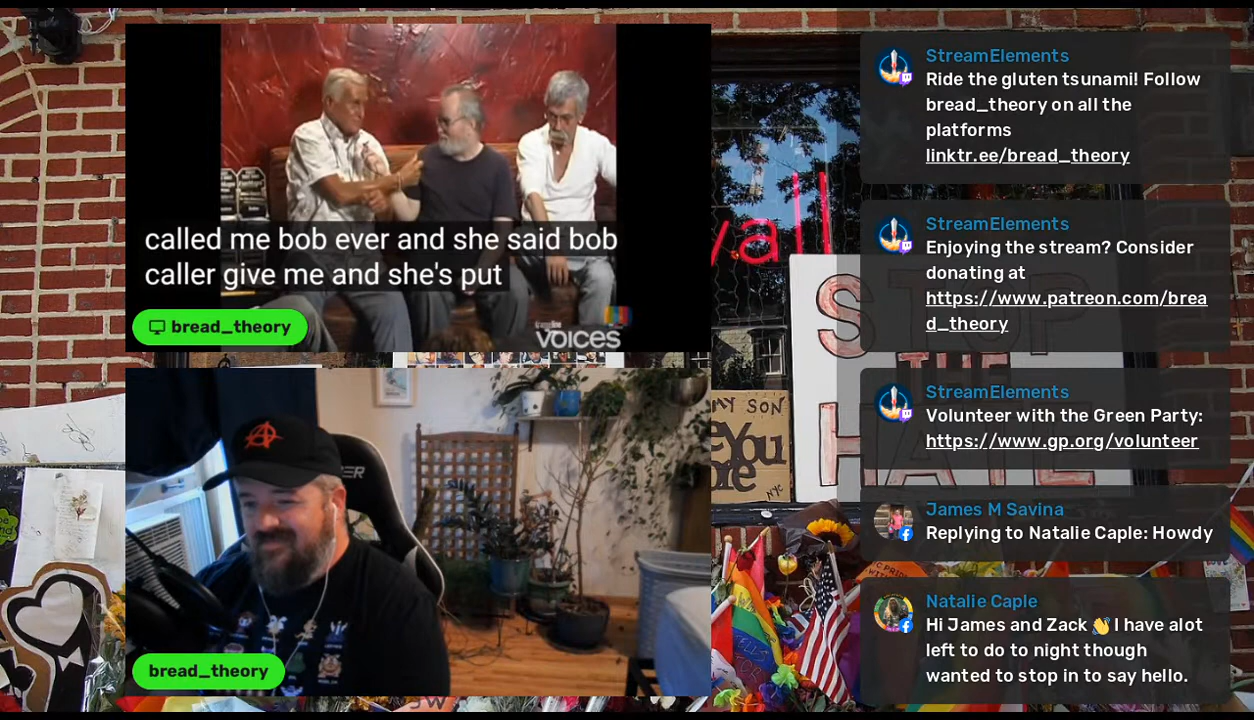 called me bob ever and she said bob
caller give me and she's put
bread_theory
VOICES
bread_theory
STOP
THE
HATE
MY SON
NYC
StreamElements
Ride the gluten tsunami! Follow
bread_theory on all the
platforms
linktr.ee/bread_theory
StreamElements
Enjoying the stream? Consider
donating at
https://www.patreon.com/brea
d_theory
StreamElements
Volunteer with the Green Party:
https://www.gp.org/volunteer
James M Savina
Replying to Natalie Caple: Howdy
Natalie Caple
Hi James and Zack 👋 I have alot
left to do to night though
wanted to stop in to say hello.